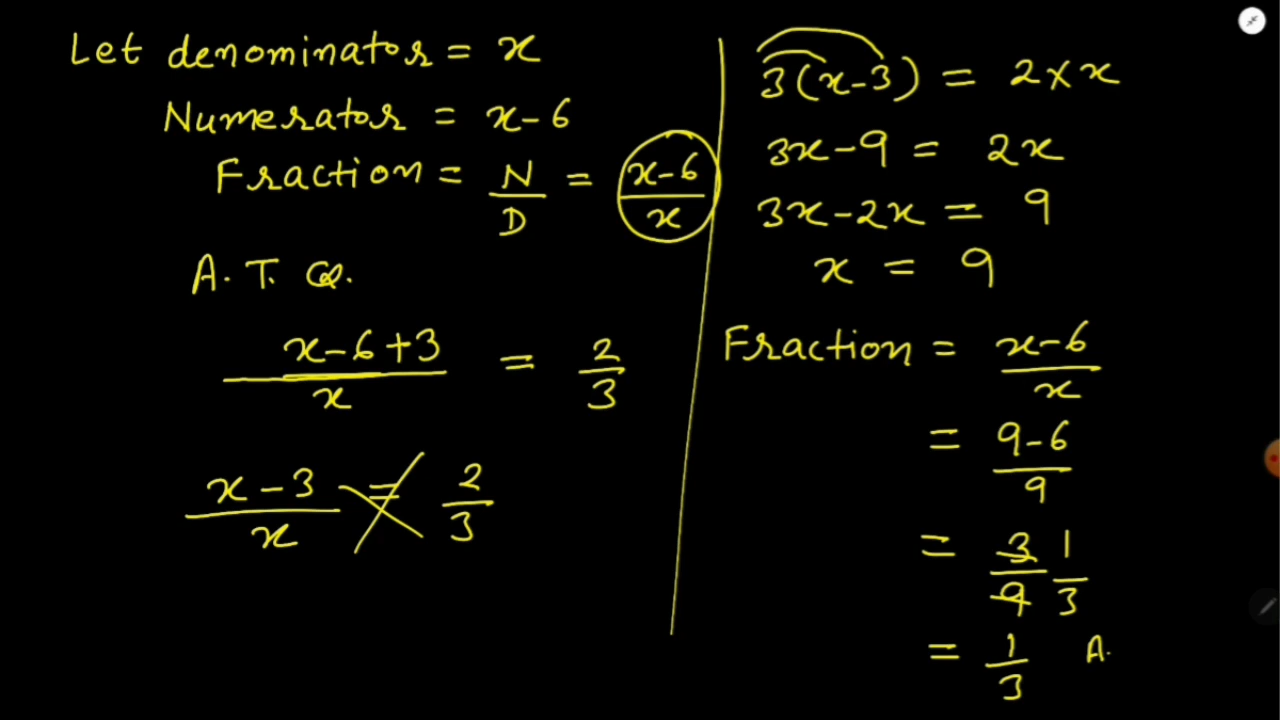 Let denominator = x
Numerator = x-6
Fraction = N/D = x-6/x
A. T. Q.
x-6+3/x = 2/3
x-3/x = 2/3
3(x-3) = 2×x
3x-9 = 2x
3x-2x = 9
x = 9
Fraction = x-6/x
= 9-6/9
= 3/9 1/3
= 1/3 A.